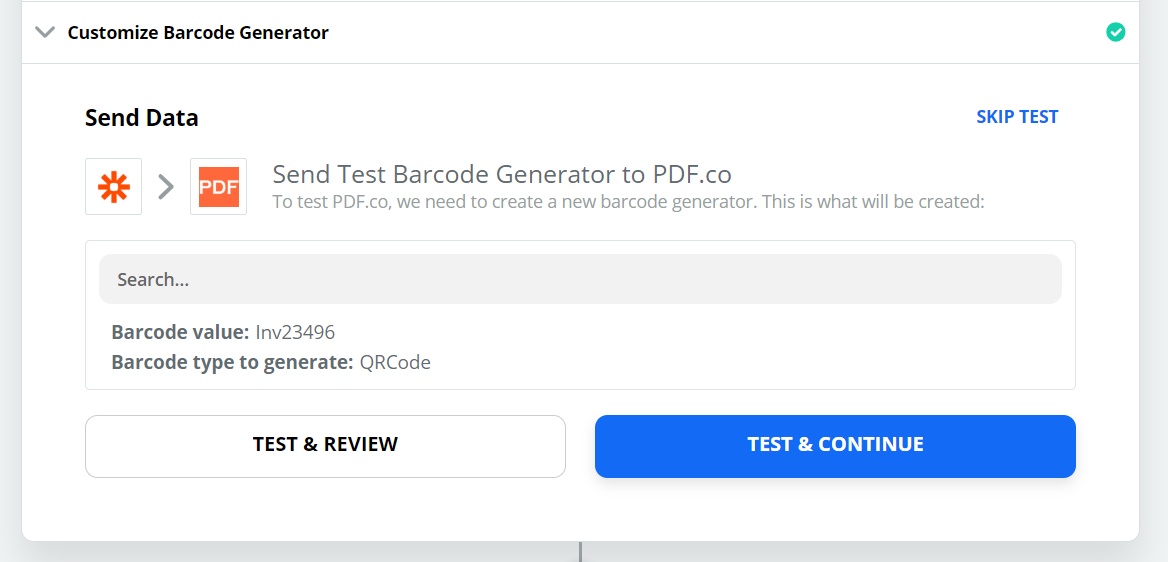 Customize Barcode Generator
Send Data
SKIP TEST
PDF
Send Test Barcode Generator to PDF.co
To test PDF.co, we need to create a new barcode generator. This is what will be created:
Search...
Barcode value: Inv23496
Barcode type to generate: QRCode
TEST & REVIEW
TEST & CONTINUE